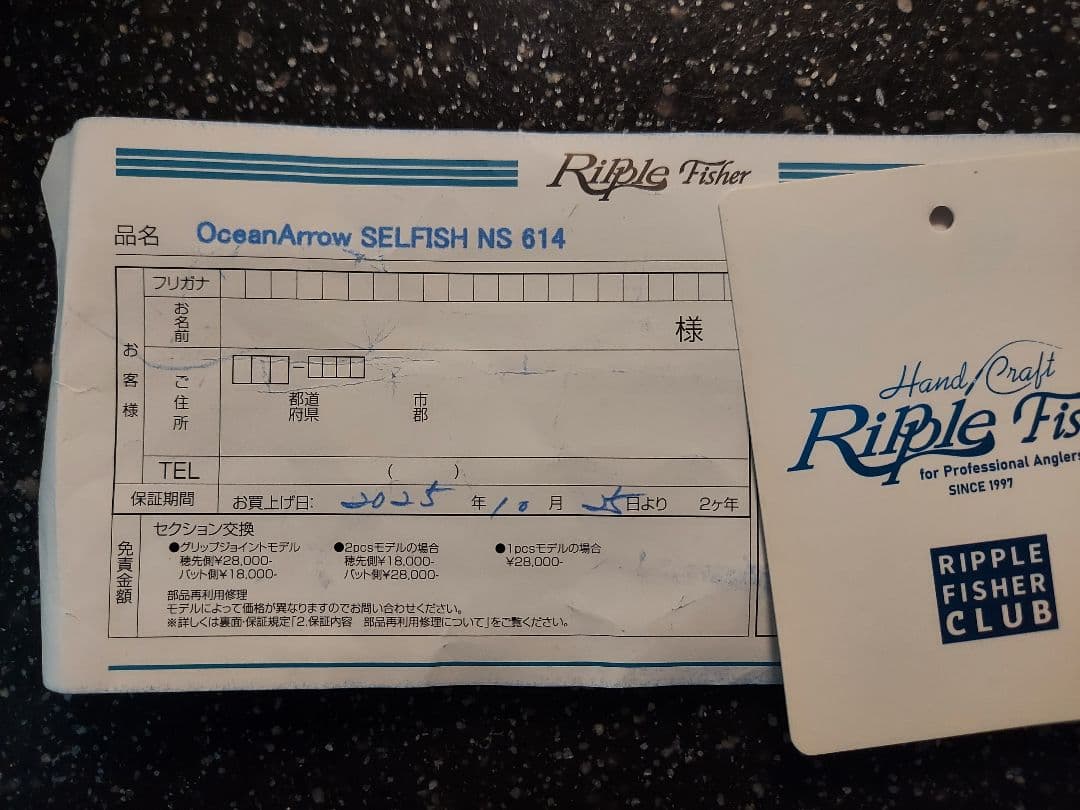 Ripple Fisher
品名 OceanArrow SELFISH NS 614
お客様
フリガナ
お名前 様
ご住所
都道府県 市郡
TEL ( )
保証期間 お買上げ日: 2025 年 10 月 25 日より 2ヶ年
免責金額
セクション交換
●グリップジョイントモデル ●2pcsモデルの場合 ●1pcsモデルの場合
穂先側¥28,000- 穂先側¥18,000- ¥28,000-
バット側¥18,000- バット側¥28,000-
部品再利用修理
モデルによって価格が異なりますのでお問い合わせください。
※詳しくは裏面・保証規定「2.保証内容 部品再利用修理について」をご覧ください。
Hand Craft
Ripple Fis
for Professional Anglers
SINCE 1997
RIPPLE
FISHER
CLUB